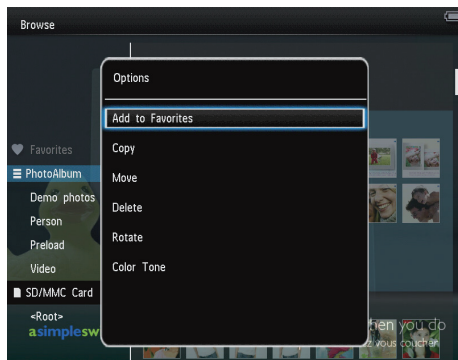 Browse
Options
Add to Favorites
Copy
Move
Delete
Rotate
Color Tone
Favorites
PhotoAlbum
Demo photos
Person
Preload
Video
SD/MMC Card
<Root>
asimplesw
hen you do
vous coucher